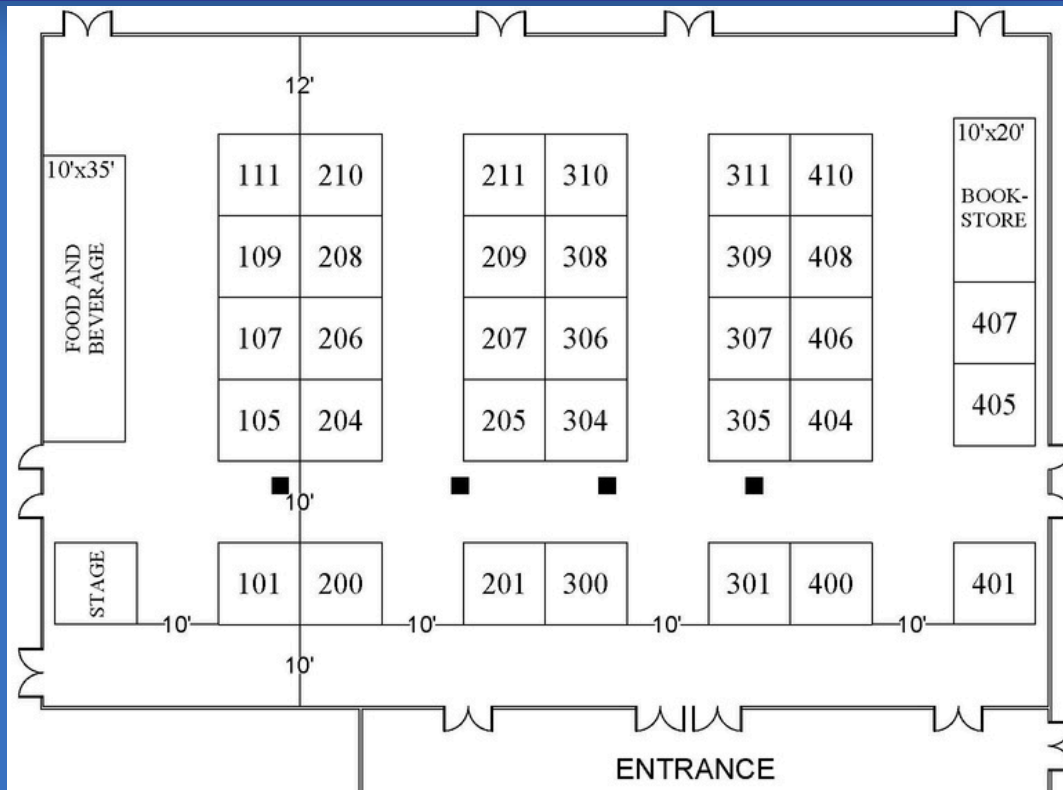 12'
10'x35'
FOOD AND
BEVERAGE
111 210 211 310 311 410
10'x20'
BOOK-
STORE
109 208 209 308 309 408
107 206 207 306 307 406
407
105 204 205 304 305 404
405
10'
STAGE
101 200 201 300 301 400 401
10' 10' 10' 10'
10'
ENTRANCE